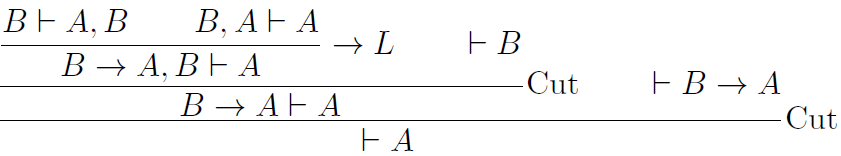 B ⊢ A, B B, A ⊢ A
→ L
B → A, B ⊢ A ⊢ B
Cut
B → A ⊢ A ⊢ B → A
Cut
⊢ A